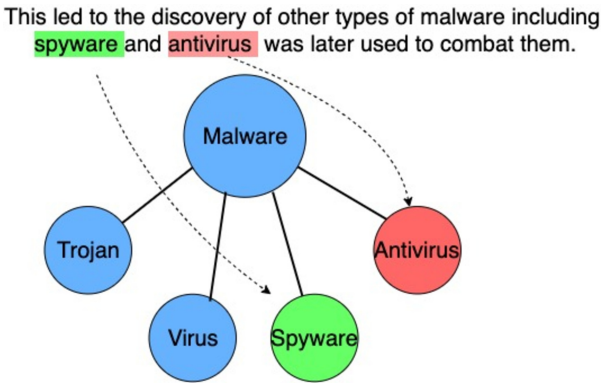 This led to the discovery of other types of malware including
spyware and antivirus was later used to combat them.
Malware
Trojan
Antivirus
Virus
Spyware